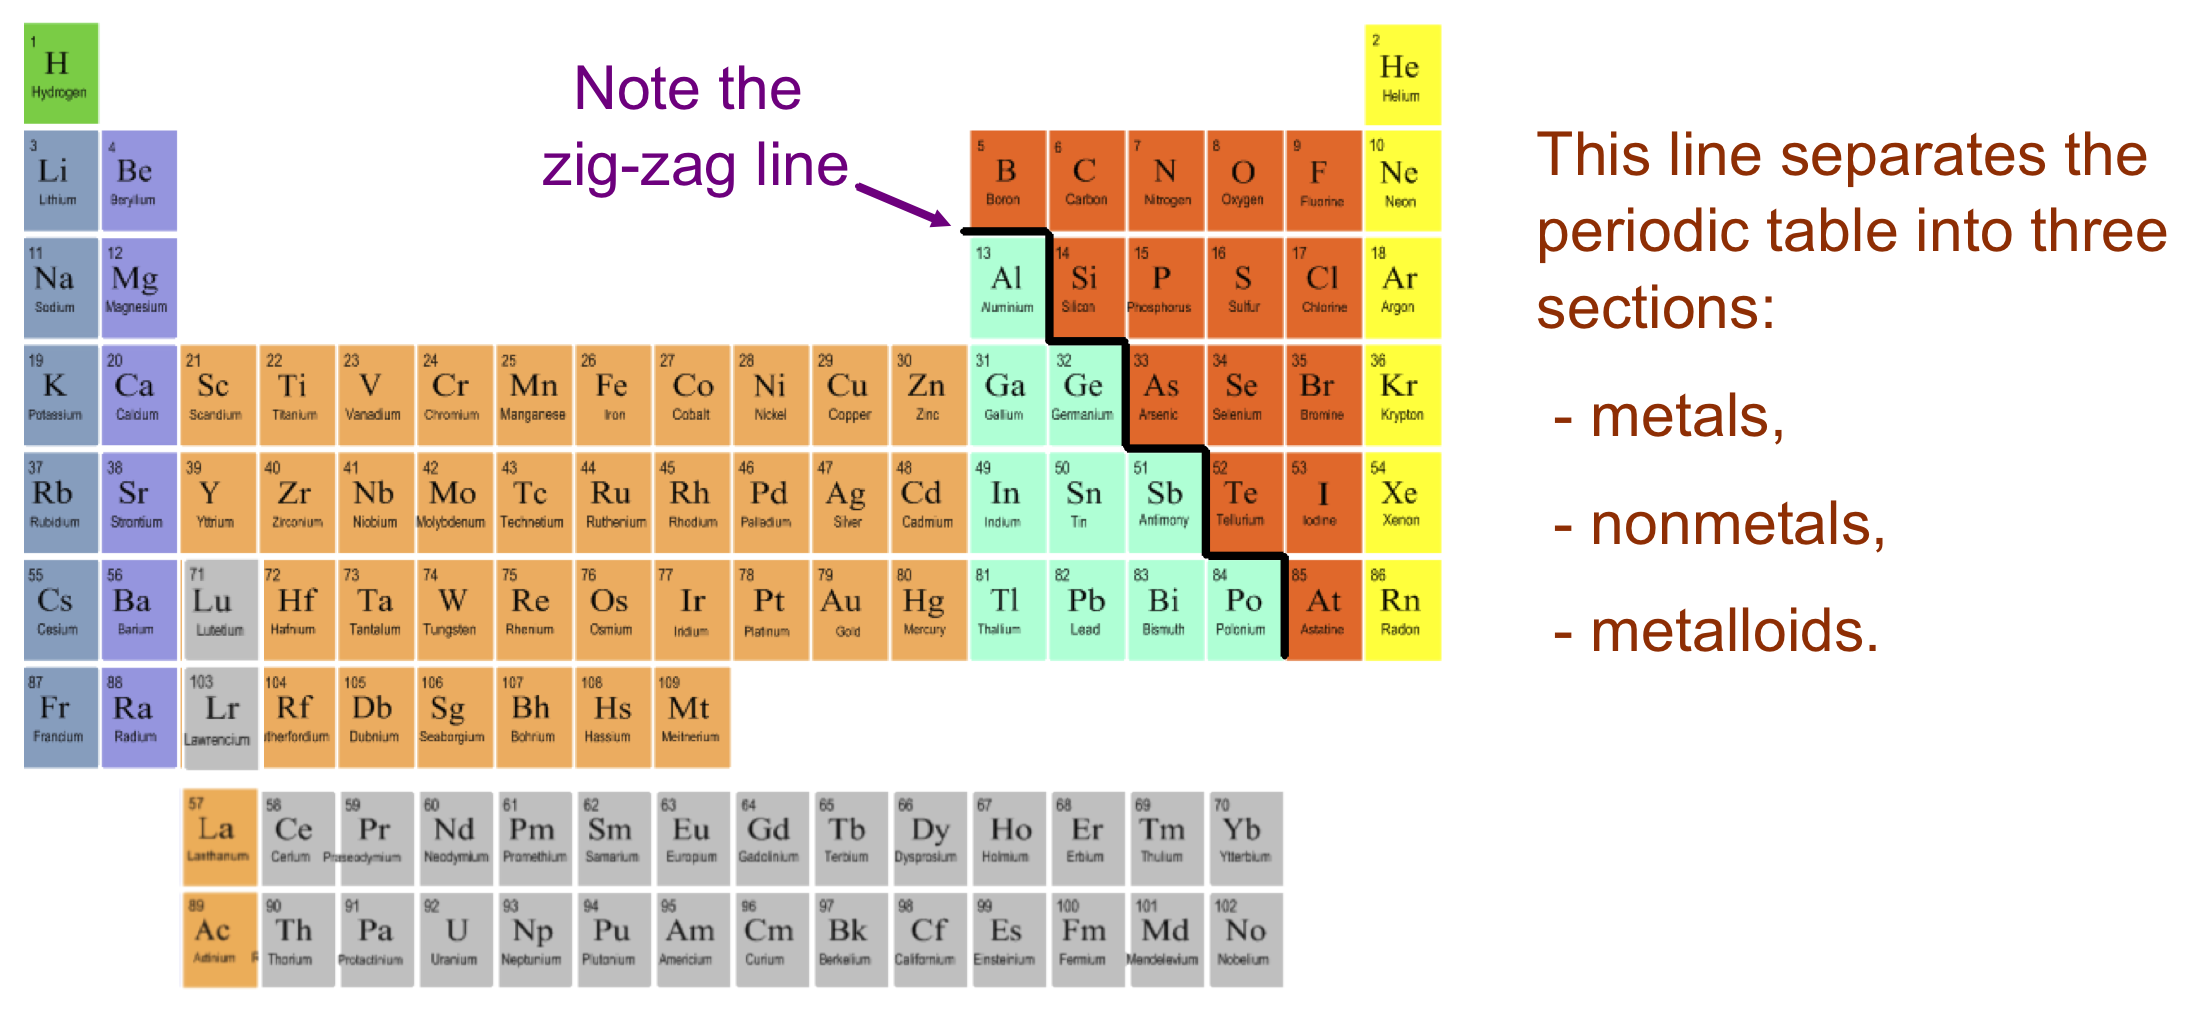 1 2
H He
Hydrogen Helium
Note the
zig-zag line
This line separates the
periodic table into three
sections:
- metals,
- nonmetals,
- metalloids.
3 4 5 6 7 8 9 10
Li Be B C N O F Ne
Lithium Beryllium Boron Carbon Nitrogen Oxygen Fluorine Neon
11 12 13 14 15 16 17 18
Na Mg Al Si P S Cl Ar
Sodium Magnesium Aluminium Silicon Phosphorus Sulfur Chlorine Argon
19 20 21 22 23 24 25 26 27 28 29 30 31 32 33 34 35 36
K Ca Sc Ti V Cr Mn Fe Co Ni Cu Zn Ga Ge As Se Br Kr
Potassium Calcium Scandium Titanium Vanadium Chromium Manganese Iron Cobalt Nickel Copper Zinc Gallium Germanium Arsenic Selenium Bromine Krypton
37 38 39 40 41 42 43 44 45 46 47 48 49 50 51 52 53 54
Rb Sr Y Zr Nb Mo Tc Ru Rh Pd Ag Cd In Sn Sb Te I Xe
Rubidium Strontium Yttrium Zirconium Niobium Molybdenum Technetium Ruthenium Rhodium Palladium Silver Cadmium Indium Tin Antimony Tellurium Iodine Xenon
55 56 71 72 73 74 75 76 77 78 79 80 81 82 83 84 85 86
Cs Ba Lu Hf Ta W Re Os Ir Pt Au Hg Tl Pb Bi Po At Rn
Cesium Barium Lutetium Hafnium Tantalum Tungsten Rhenium Osmium Iridium Platinum Gold Mercury Thallium Lead Bismuth Polonium Astatine Radon
87 88 103 104 105 106 107 108 109
Fr Ra Lr Rf Db Sg Bh Hs Mt
Francium Radium Lawrencium utherfordium Dubnium Seaborgium Bohrium Hassium Meitnerium
57 58 59 60 61 62 63 64 65 66 67 68 69 70
La Ce Pr Nd Pm Sm Eu Gd Tb Dy Ho Er Tm Yb
Lanthanum Cerium Praseodymium Neodymium Promethium Samarium Europium Gadolinium Terbium Dysprosium Holmium Erbium Thulium Ytterbium
89 90 91 92 93 94 95 96 97 98 99 100 101 102
Ac Th Pa U Np Pu Am Cm Bk Cf Es Fm Md No
Actinium Thorium Protactinium Uranium Neptunium Plutonium Americium Curium Berkelium Californium Einsteinium Fermium Mendelevium Nobelium